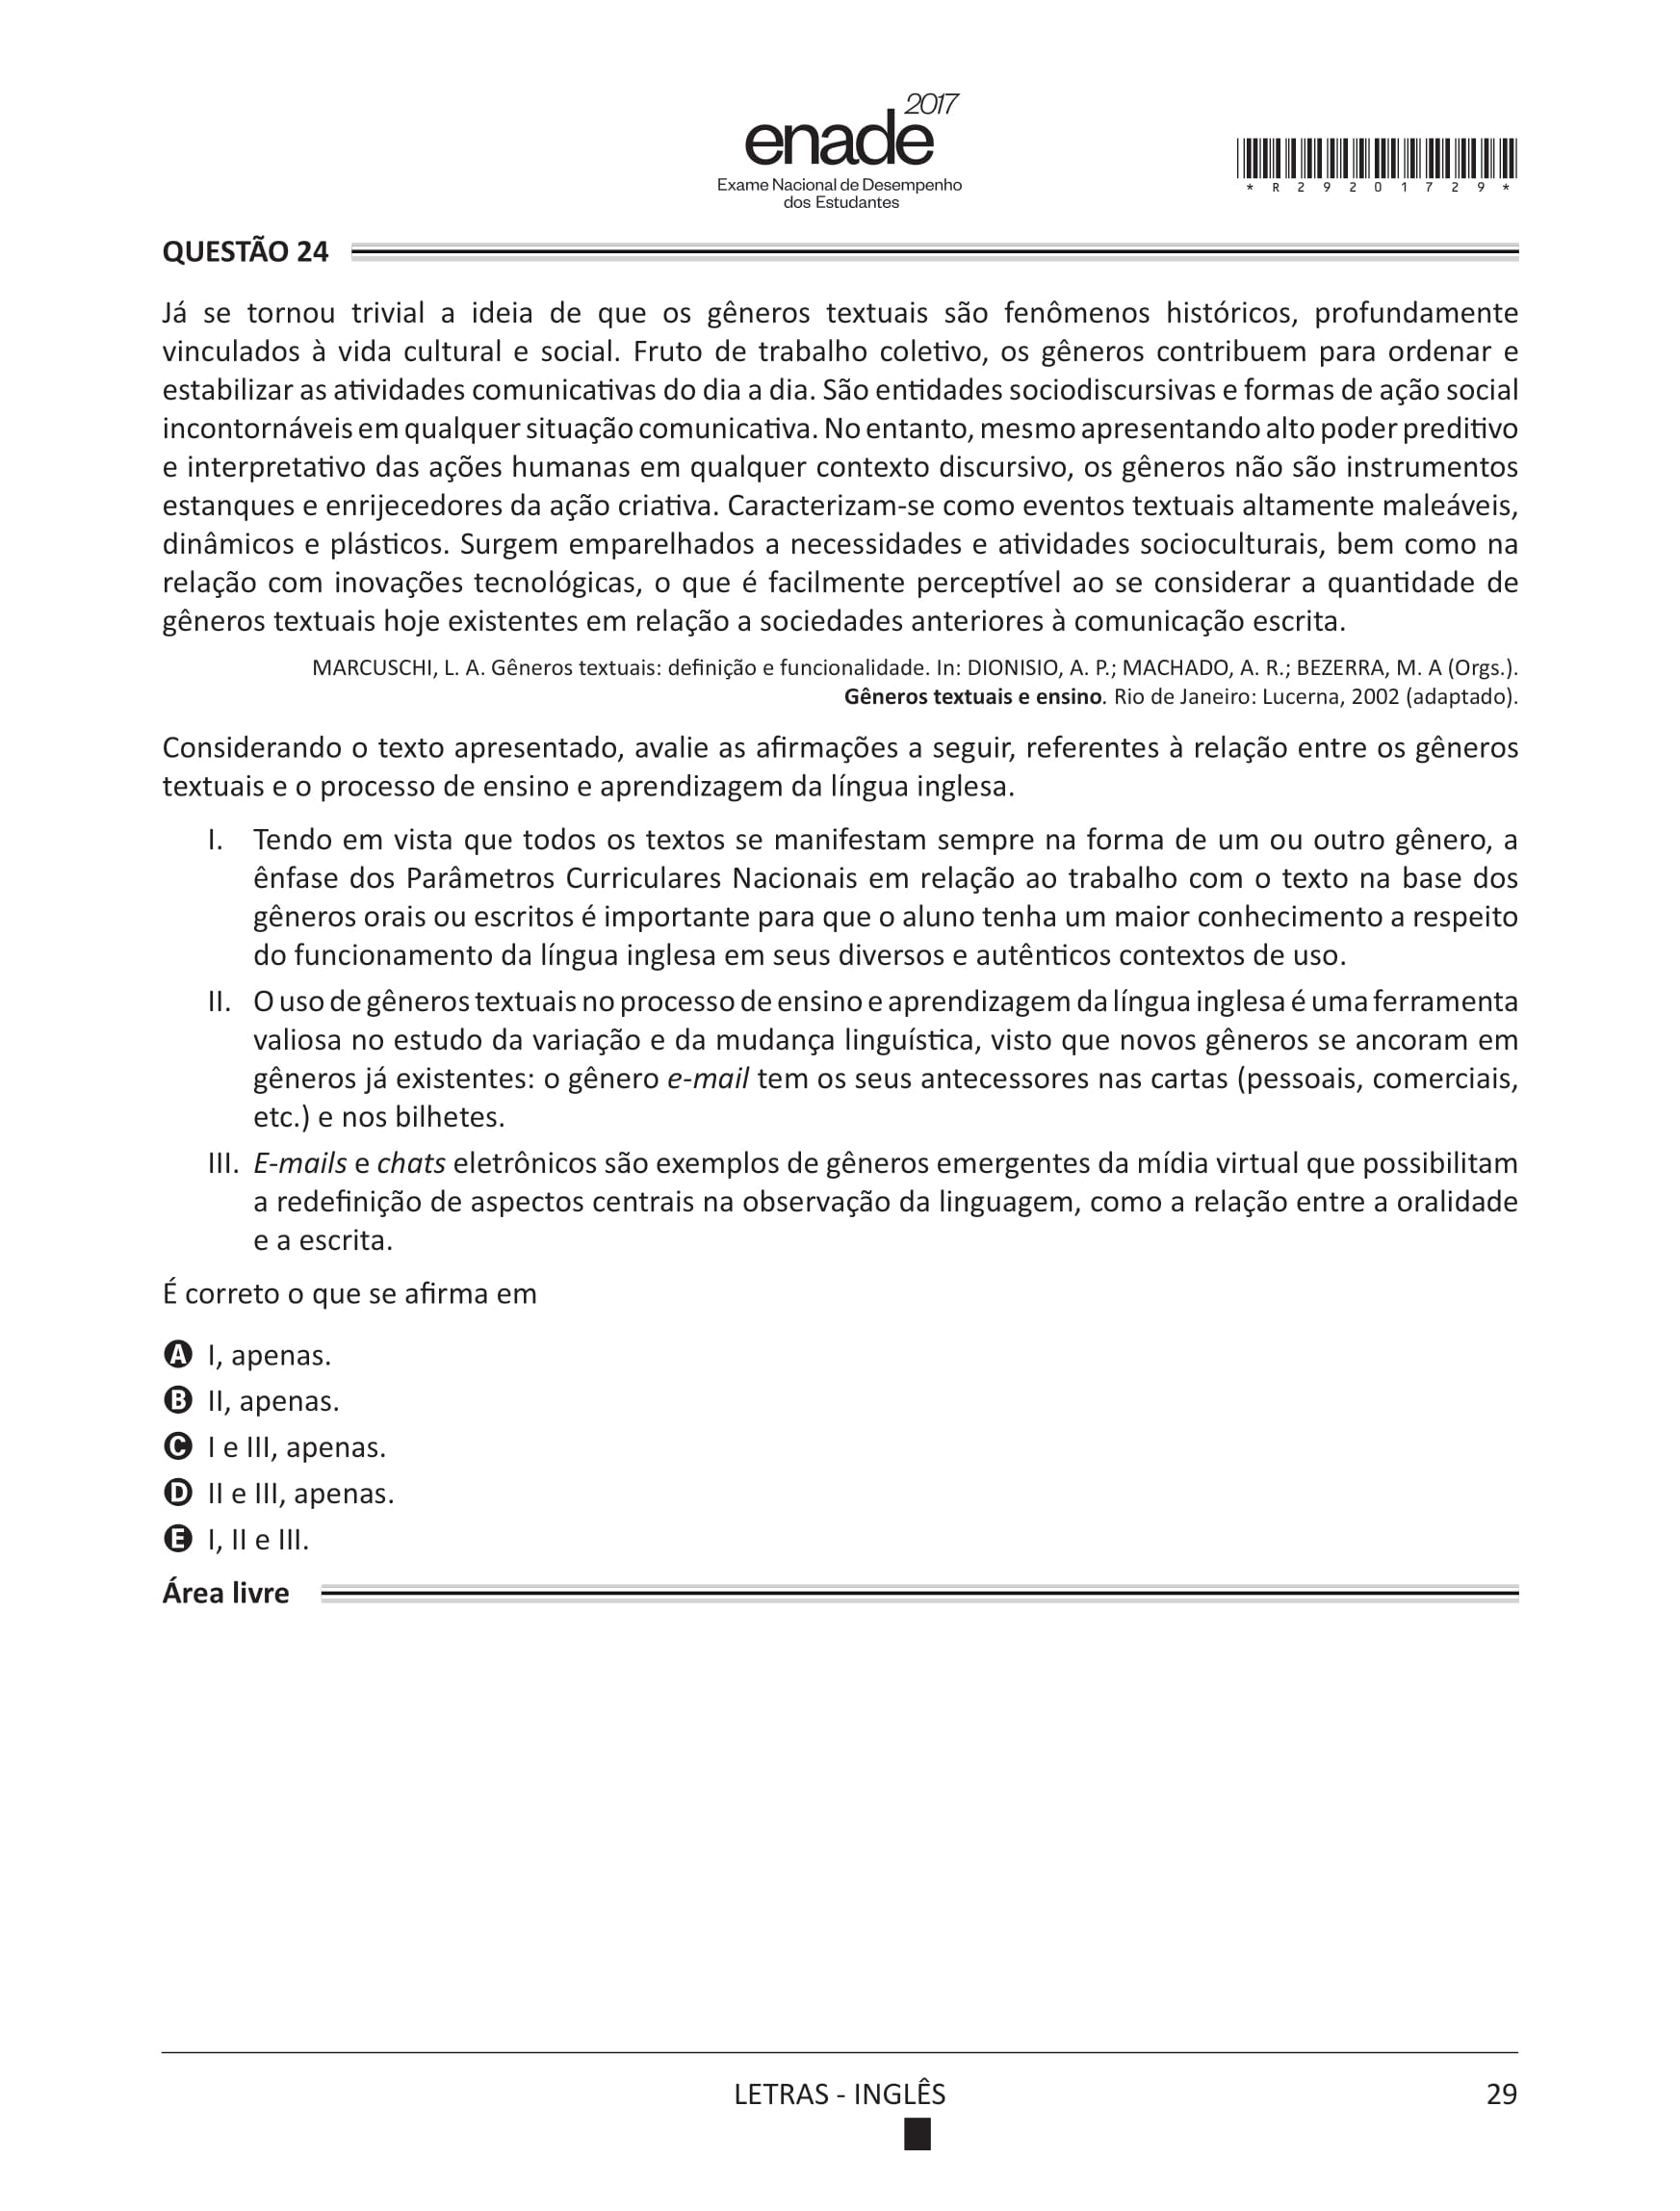 2017
enade
Exame Nacional de Desempenho
dos Estudantes
* R 2 9 2 0 1 7 2 9 *
QUESTÃO 24
Já se tornou trivial a ideia de que os gêneros textuais são fenômenos históricos, profundamente
vinculados à vida cultural e social. Fruto de trabalho coletivo, os gêneros contribuem para ordenar e
estabilizar as atividades comunicativas do dia a dia. São entidades sociodiscursivas e formas de ação social
incontornáveis em qualquer situação comunicativa. No entanto, mesmo apresentando alto poder preditivo
e interpretativo das ações humanas em qualquer contexto discursivo, os gêneros não são instrumentos
estanques e enrijecedores da ação criativa. Caracterizam-se como eventos textuais altamente maleáveis,
dinâmicos e plásticos. Surgem emparelhados a necessidades e atividades socioculturais, bem como na
relação com inovações tecnológicas, o que é facilmente perceptível ao se considerar a quantidade de
gêneros textuais hoje existentes em relação a sociedades anteriores à comunicação escrita.
MARCUSCHI, L. A. Gêneros textuais: definição e funcionalidade. In: DIONISIO, A. P.; MACHADO, A. R.; BEZERRA, M. A (Orgs.).
Gêneros textuais e ensino. Rio de Janeiro: Lucerna, 2002 (adaptado).
Considerando o texto apresentado, avalie as afirmações a seguir, referentes à relação entre os gêneros
textuais e o processo de ensino e aprendizagem da língua inglesa.
I. Tendo em vista que todos os textos se manifestam sempre na forma de um ou outro gênero, a
ênfase dos Parâmetros Curriculares Nacionais em relação ao trabalho com o texto na base dos
gêneros orais ou escritos é importante para que o aluno tenha um maior conhecimento a respeito
do funcionamento da língua inglesa em seus diversos e autênticos contextos de uso.
II. O uso de gêneros textuais no processo de ensino e aprendizagem da língua inglesa é uma ferramenta
valiosa no estudo da variação e da mudança linguística, visto que novos gêneros se ancoram em
gêneros já existentes: o gênero e-mail tem os seus antecessores nas cartas (pessoais, comerciais,
etc.) e nos bilhetes.
III. E-mails e chats eletrônicos são exemplos de gêneros emergentes da mídia virtual que possibilitam
a redefinição de aspectos centrais na observação da linguagem, como a relação entre a oralidade
e a escrita.
É correto o que se afirma em
A I, apenas.
B II, apenas.
C I e III, apenas.
D II e III, apenas.
E I, II e III.
Área livre
LETRAS - INGLÊS
29